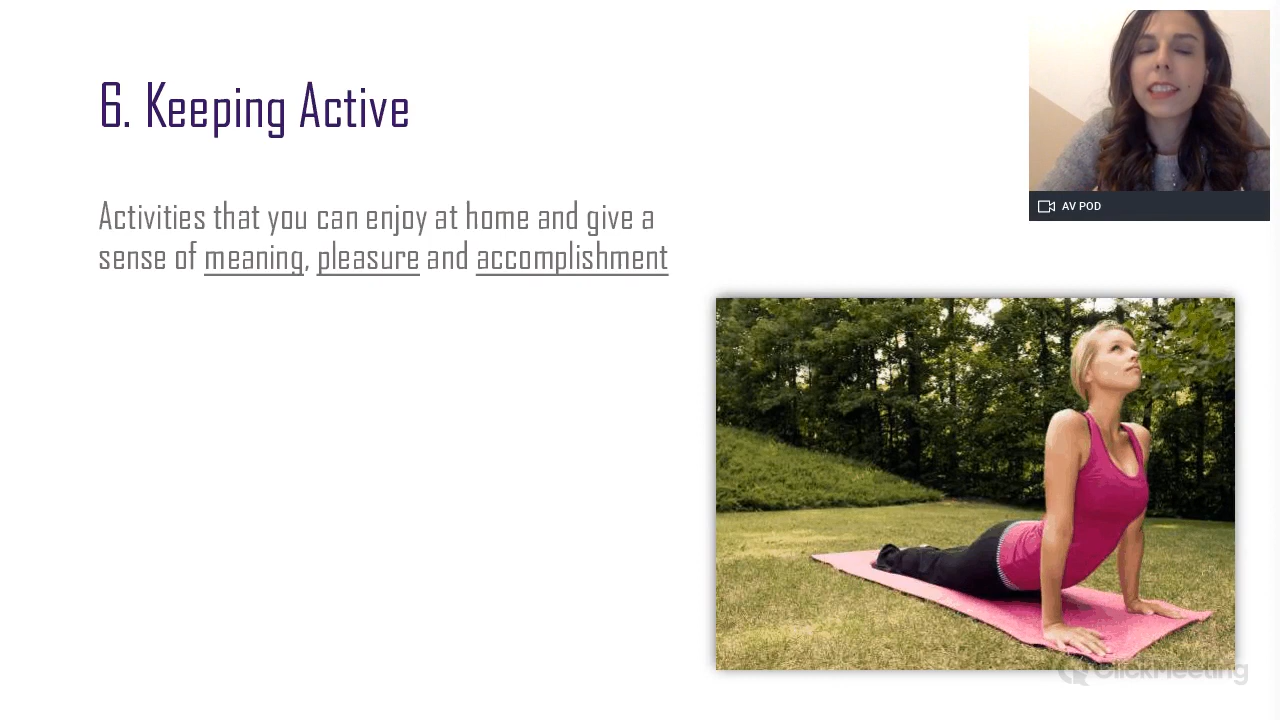 6. Keeping Active
AV POD
Activities that you can enjoy at home and give a
sense of meaning, pleasure and accomplishment
ClickMeeting